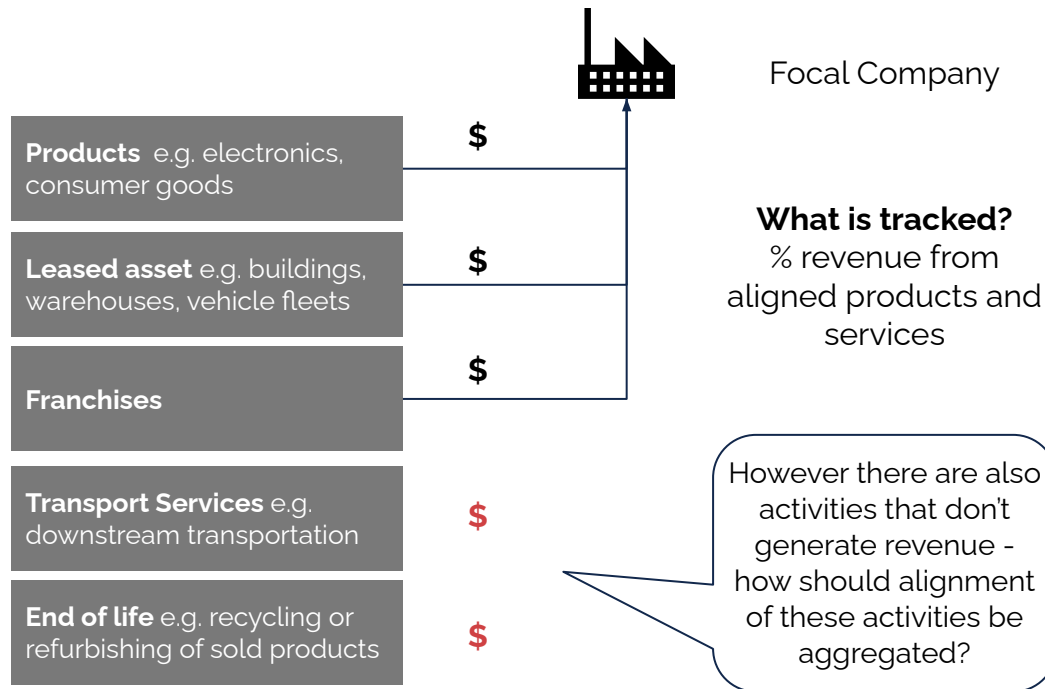 Focal Company
Products e.g. electronics,
consumer goods
$
Leased asset e.g. buildings,
warehouses, vehicle fleets
$
Franchises
$
What is tracked?
% revenue from
aligned products and
services
Transport Services e.g.
downstream transportation
$
End of life e.g. recycling or
refurbishing of sold products
$
However there are also
activities that don't
generate revenue -
how should alignment
of these activities be
aggregated?